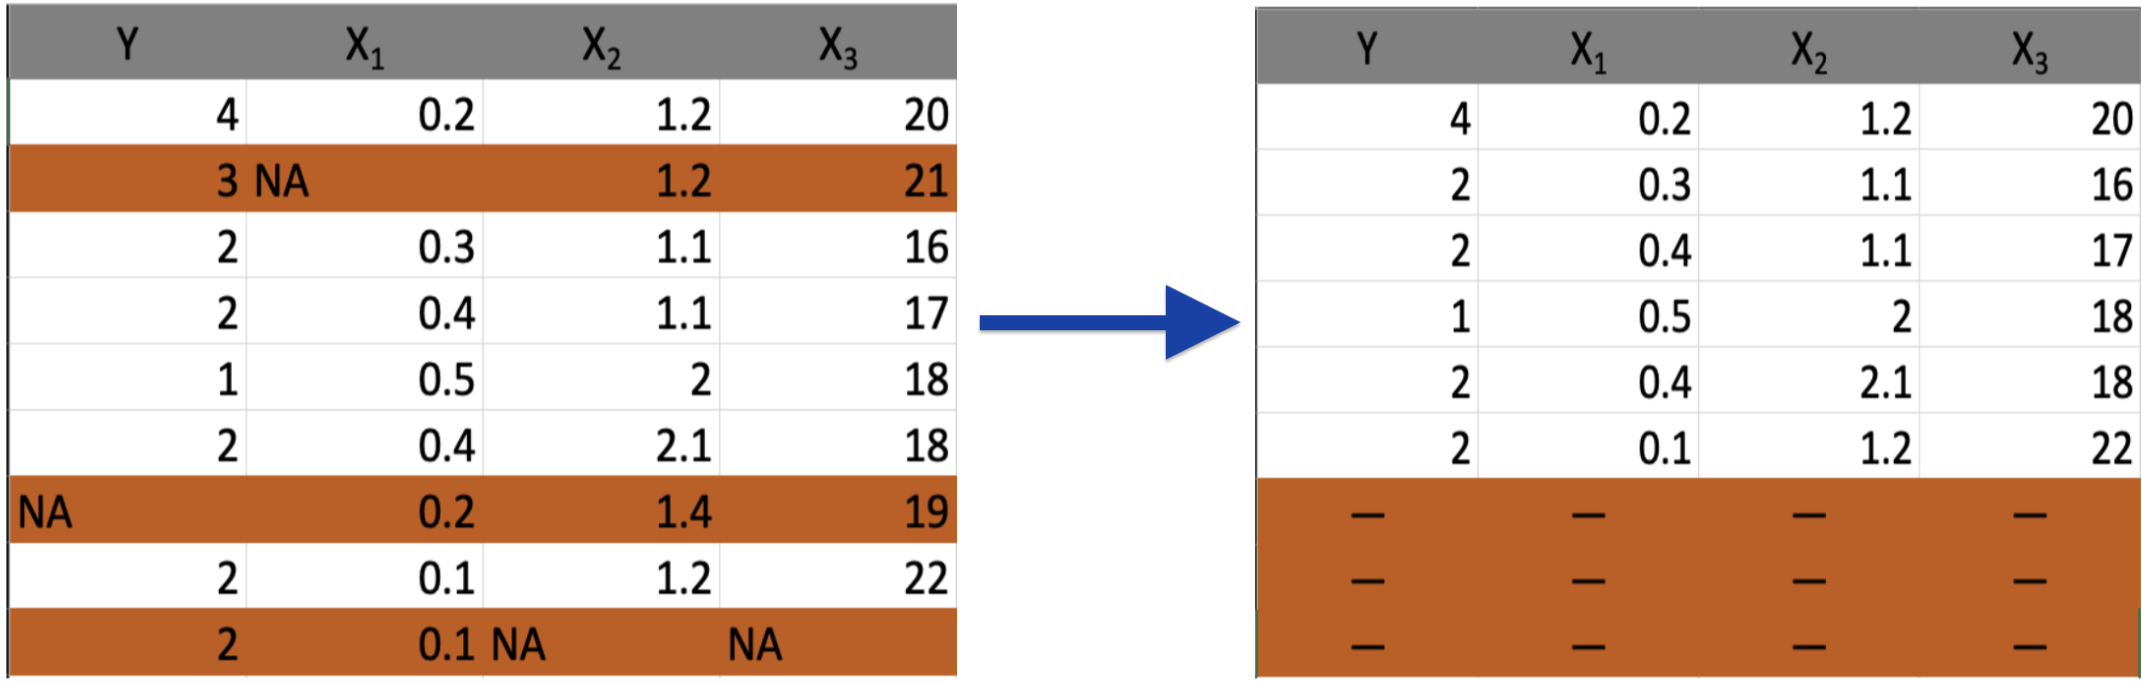 Y X₁ X₂ X₃
4 0.2 1.2 20
3 NA 1.2 21
2 0.3 1.1 16
2 0.4 1.1 17
1 0.5 2 18
2 0.4 2.1 18
NA 0.2 1.4 19
2 0.1 1.2 22
2 0.1 NA NA
Y X₁ X₂ X₃
4 0.2 1.2 20
2 0.3 1.1 16
2 0.4 1.1 17
1 0.5 2 18
2 0.4 2.1 18
2 0.1 1.2 22
— — — —
— — — —
— — — —